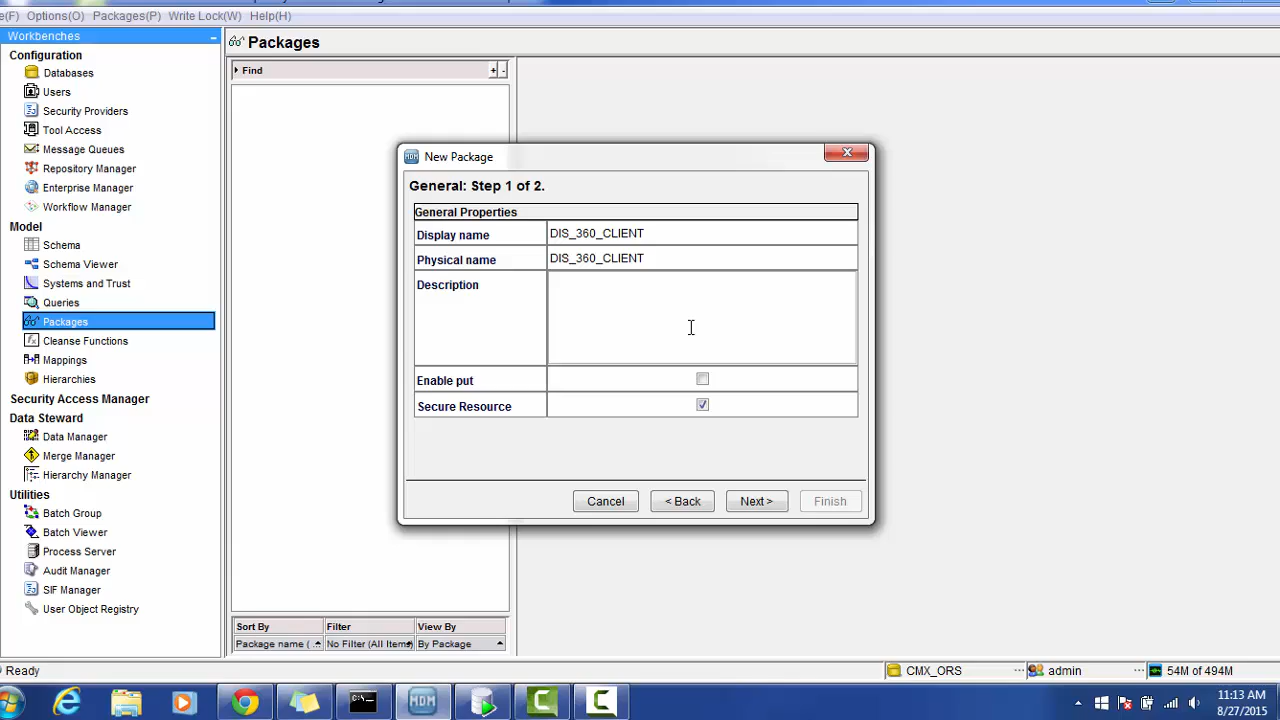 e(F) Options(O) Packages(P) Write Lock(W) Help(H)
Workbenches
Configuration
Databases
Users
Security Providers
Tool Access
Message Queues
Repository Manager
Enterprise Manager
Workflow Manager
Model
Schema
Schema Viewer
Systems and Trust
Queries
Packages
Cleanse Functions
Mappings
Hierarchies
Security Access Manager
Data Steward
Data Manager
Merge Manager
Hierarchy Manager
Utilities
Batch Group
Batch Viewer
Process Server
Audit Manager
SIF Manager
User Object Registry
Packages
Find
+ -
Sort By Filter View By
Package name ( ... No Filter (All Items) By Package
MDM New Package
General: Step 1 of 2.
General Properties
Display name DIS_360_CLIENT
Physical name DIS_360_CLIENT
Description
Enable put
Secure Resource
Cancel < Back Next > Finish
Ready CMX_ORS ... admin ... 54M of 494M
C:\_ MDM
11:13 AM
8/27/2015